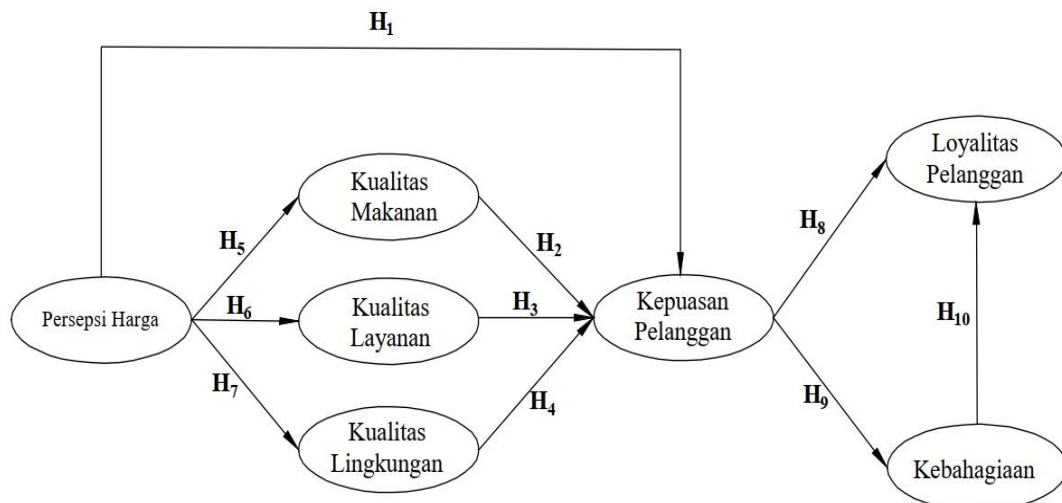 H₁
Loyalitas
Pelanggan
Kualitas
Makanan
H₈
H₅
H₂
Persepsi Harga
H₆
Kualitas
Layanan
H₃
Kepuasan
Pelanggan
H₁₀
H₇
H₄
H₉
Kualitas
Lingkungan
Kebahagiaan